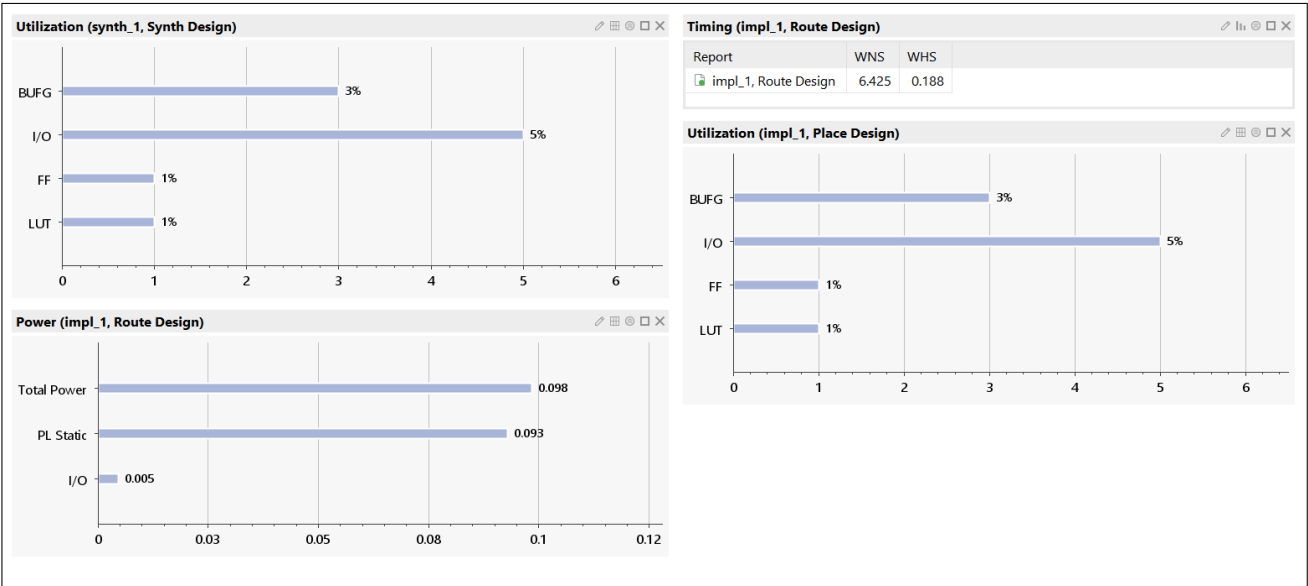 Utilization (synth_1, Synth Design)
BUFG 3%
I/O 5%
FF 1%
LUT 1%
0 1 2 3 4 5 6
Power (impl_1, Route Design)
Total Power 0.098
PL Static 0.093
I/O 0.005
0 0.03 0.05 0.08 0.1 0.12
Timing (impl_1, Route Design)
Report WNS WHS
impl_1, Route Design 6.425 0.188
Utilization (impl_1, Place Design)
BUFG 3%
I/O 5%
FF 1%
LUT 1%
0 1 2 3 4 5 6